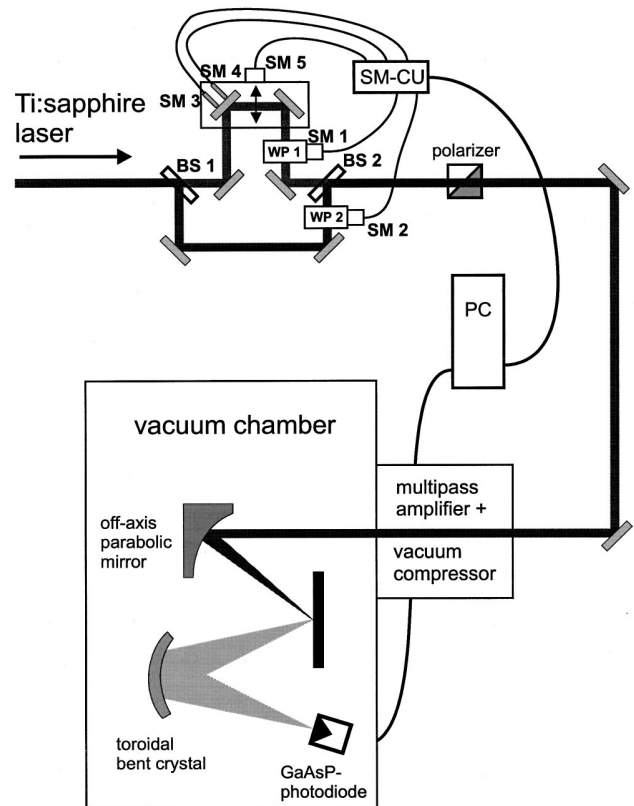 SM 5
SM 4
SM 3
SM-CU
Ti:sapphire
laser
SM 1
WP 1
BS 1
BS 2
polarizer
WP 2
SM 2
PC
vacuum chamber
multipass
amplifier +
vacuum
compressor
off-axis
parabolic
mirror
toroidal
bent crystal
GaAsP-
photodiode